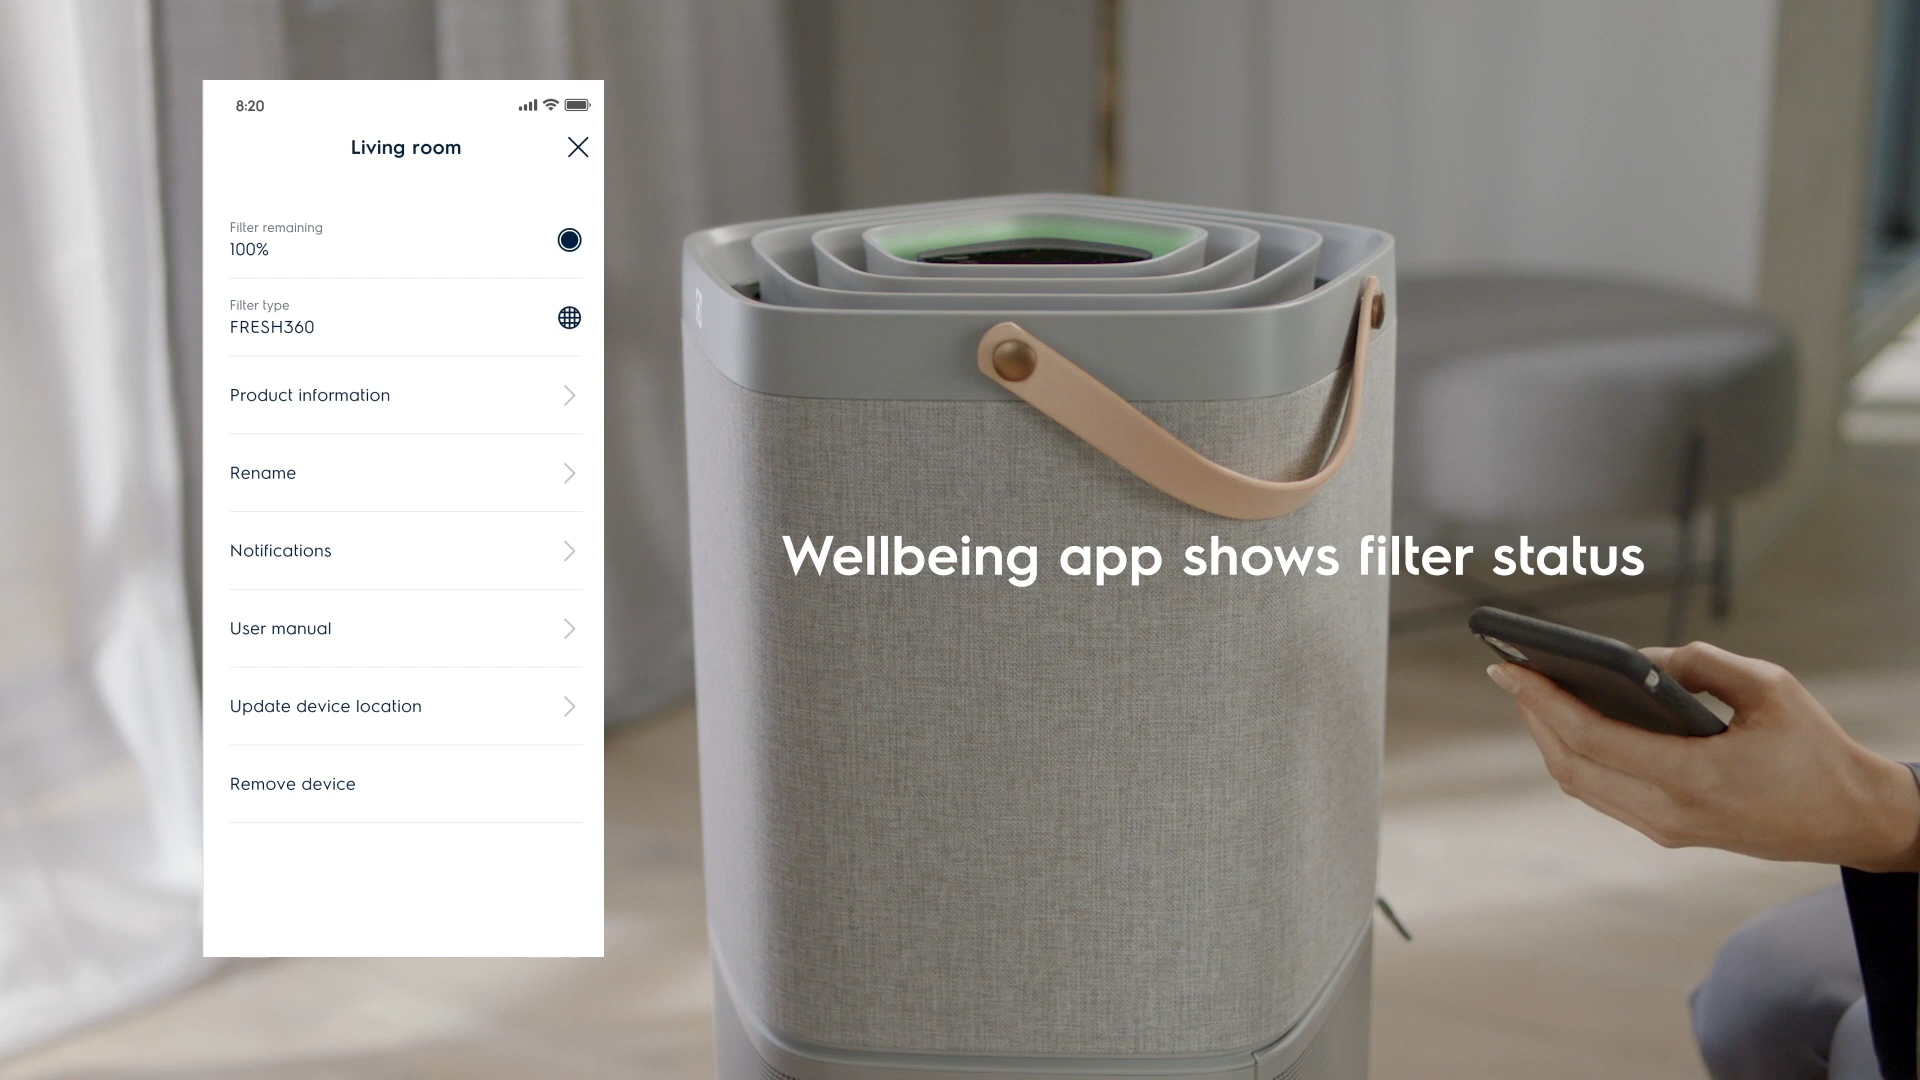 8:20
Living room
Filter remaining
100%
Filter type
FRESH360
Product information
Rename
Notifications
User manual
Update device location
Remove device
Wellbeing app shows filter status